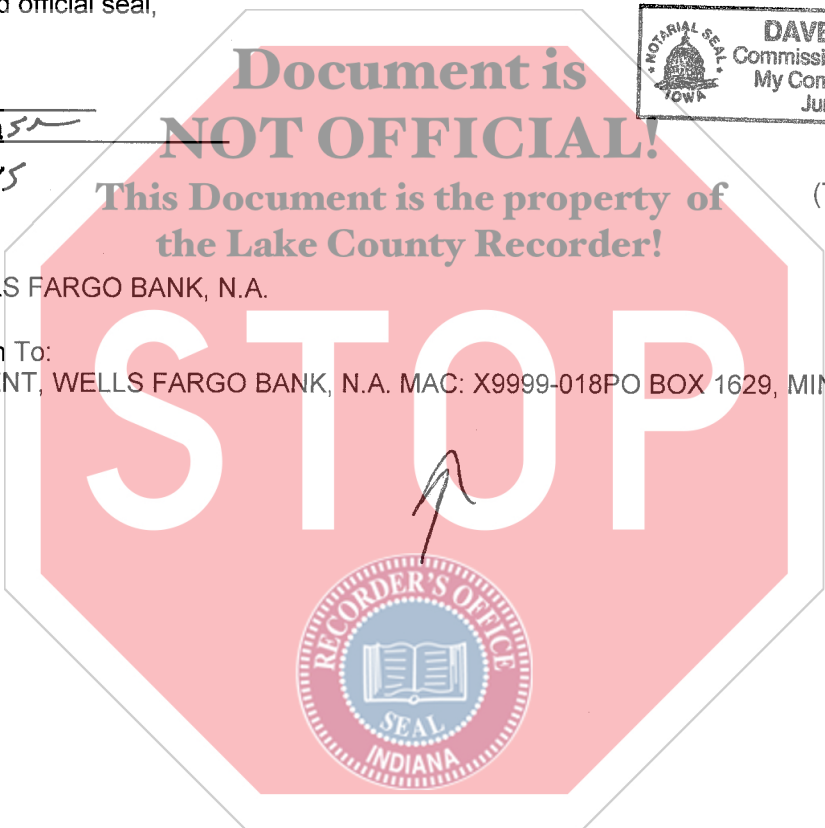 d official seal,
DAVE
Commissi
My Com
Ju
NOTARIAL SEAL
IOWA
Document is
NOT OFFICIAL!
This Document is the property of
the Lake County Recorder!
(
LS FARGO BANK, N.A.
n To:
ENT, WELLS FARGO BANK, N.A. MAC: X9999-018PO BOX 1629, MIN
STOP
RECORDER'S OFFICE
SEAL
INDIANA